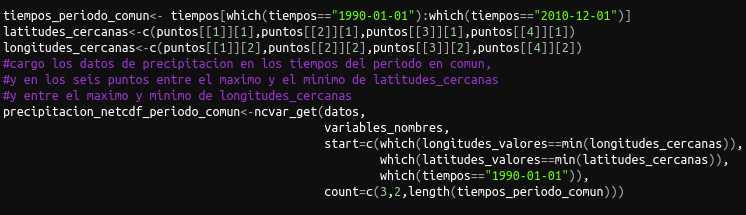 tiempos_periodo_comun<- tiempos[which(tiempos=="1990-01-01"):which(tiempos=="2010-12-01")]
latitudes_cercanas<-c(puntos[[1]][1],puntos[[2]][1],puntos[[3]][1],puntos[[4]][1])
longitudes_cercanas<-c(puntos[[1]][2],puntos[[2]][2],puntos[[3]][2],puntos[[4]][2])
#cargo los datos de precipitacion en los tiempos del periodo en comun,
#y en los seis puntos entre el maximo y el minimo de latitudes_cercanas
#y entre el maximo y minimo de longitudes_cercanas
precipitacion_netcdf_periodo_comun<-ncvar_get(datos,
variables_nombres,
start=c(which(longitudes_valores==min(longitudes_cercanas)),
which(latitudes_valores==min(latitudes_cercanas)),
which(tiempos=="1990-01-01")),
count=c(3,2,length(tiempos_periodo_comun)))